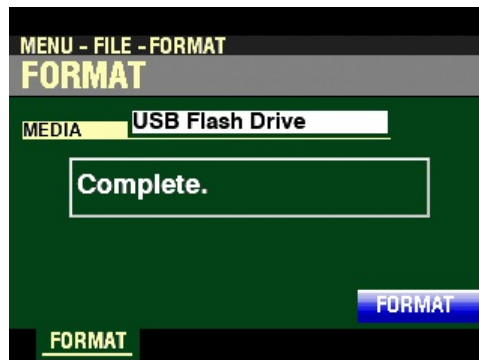 MENU - FILE - FORMAT
FORMAT
MEDIA USB Flash Drive
Complete.
FORMAT
FORMAT